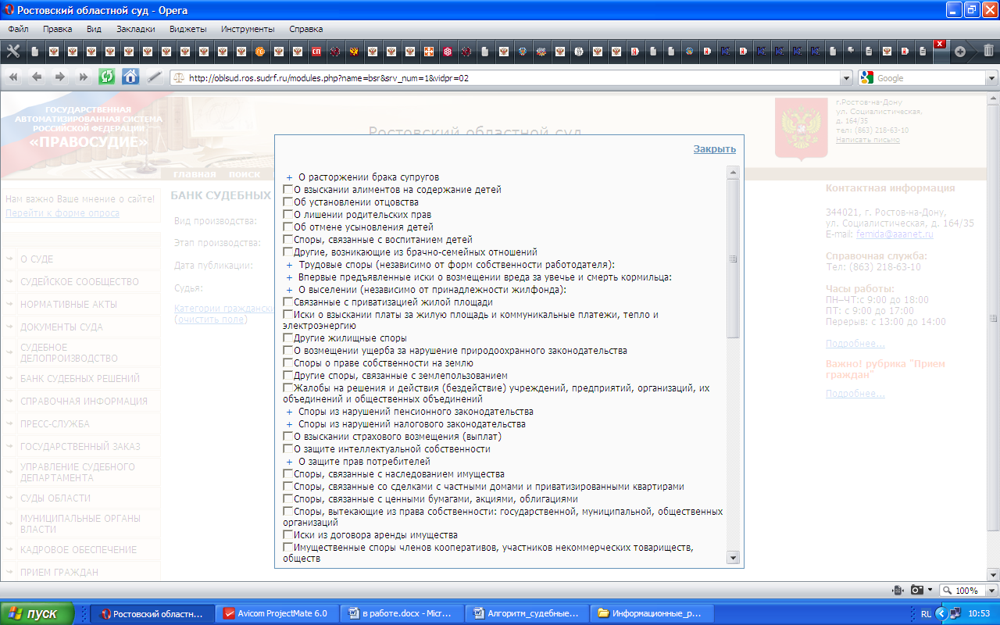 Ростовский областной суд - Opera
Файл Правка Вид Закладки Виджеты Инструменты Справка
http://oblsud.ros.sudrf.ru/modules.php?name=bsr&srv_num=1&vidpr=02
Google
ГОСУДАРСТВЕННАЯ
АВТОМАТИЗИРОВАННАЯ СИСТЕМА
РОССИЙСКОЙ ФЕДЕРАЦИИ
«ПРАВОСУДИЕ»
Ростовский областной суд
г.Ростов-на-Дону
ул. Социалистическая,
д. 164/35
тел: (863) 218-63-10
Написать письмо
главная поиск
Нам важно Ваше мнение о сайте!
Перейти к форме опроса
О СУДЕ
СУДЕЙСКОЕ СООБЩЕСТВО
НОРМАТИВНЫЕ АКТЫ
ДОКУМЕНТЫ СУДА
СУДЕБНОЕ
ДЕЛОПРОИЗВОДСТВО
БАНК СУДЕБНЫХ РЕШЕНИЙ
СПРАВОЧНАЯ ИНФОРМАЦИЯ
ПРЕСС-СЛУЖБА
ГОСУДАРСТВЕННЫЙ ЗАКАЗ
УПРАВЛЕНИЕ СУДЕБНОГО
ДЕПАРТАМЕНТА
СУДЫ ОБЛАСТИ
МУНИЦИПАЛЬНЫЕ ОРГАНЫ
ВЛАСТИ
КАДРОВОЕ ОБЕСПЕЧЕНИЕ
ПРИЕМ ГРАЖДАН
БАНК СУДЕБНЫХ
Вид производства:
Этап производства:
Дата публикации:
Судья:
Категории граждански
(очистить поле)
Закрыть
+ О расторжении брака супругов
О взыскании алиментов на содержание детей
Об установлении отцовства
О лишении родительских прав
Об отмене усыновления детей
Споры, связанные с воспитанием детей
Другие, возникающие из брачно-семейных отношений
+ Трудовые споры (независимо от форм собственности работодателя):
+ Впервые предъявленные иски о возмещении вреда за увечье и смерть кормильца:
+ О выселении (независимо от принадлежности жилфонда):
Связанные с приватизацией жилой площади
Иски о взыскании платы за жилую площадь и коммунальные платежи, тепло и
электроэнергию
Другие жилищные споры
О возмещении ущерба за нарушение природоохранного законодательства
Споры о праве собственности на землю
Другие споры, связанные с землепользованием
Жалобы на решения и действия (бездействие) учреждений, предприятий, организаций, их
объединений и общественных объединений
+ Споры из нарушений пенсионного законодательства
+ Споры из нарушений налогового законодательства
О взыскании страхового возмещения (выплат)
О защите интеллектуальной собственности
+ О защите прав потребителей
Споры, связанные с наследованием имущества
Споры, связанные со сделками с частными домами и приватизированными квартирами
Споры, связанные с ценными бумагами, акциями, облигациями
Споры, вытекающие из права собственности: государственной, муниципальной, общественных
организаций
Иски из договора аренды имущества
Имущественные споры членов кооперативов, участников некоммерческих товариществ,
обществ
Контактная информация
344021, г. Ростов-на-Дону,
ул. Социалистическая, д. 164/35
E-mail: femida@aaanet.ru
Справочная служба:
Тел: (863) 218-63-10
Часы работы:
ПН–ЧТ:с 9:00 до 18:00
ПТ: с 9:00 до 17:00
Перерыв: с 13:00 до 14:00
Подробнее...
Важно! рубрика "Прием
граждан"
Подробнее...
100%
пуск
Ростовский областн...
Avicom ProjectMate 6.0
в работе.docx - Micr...
Алгоритм_судебные...
Информационные_р...
RU
10:53